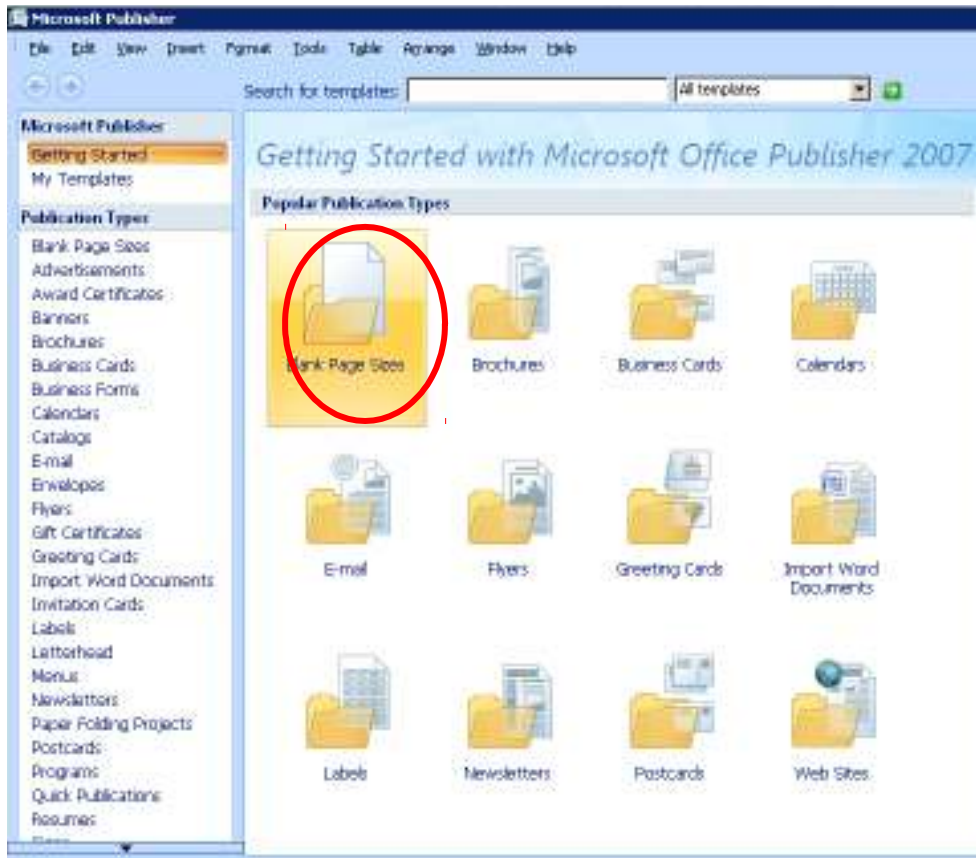 Microsoft Publisher
File Edit View Insert Format Tools Table Arrange Window Help
Search for templates: All templates
Microsoft Publisher
Getting Started
My Templates
Publication Types
Blank Page Sizes
Advertisements
Award Certificates
Banners
Brochures
Business Cards
Business Forms
Calendars
Catalogs
E-mail
Envelopes
Flyers
Gift Certificates
Greeting Cards
Import Word Documents
Invitation Cards
Labels
Letterhead
Menus
Newsletters
Paper Folding Projects
Postcards
Programs
Quick Publications
Resumes
Getting Started with Microsoft Office Publisher 2007
Popular Publication Types
Blank Page Sizes Brochures Business Cards Calendars
E-mail Flyers Greeting Cards Import Word
Documents
Labels Newsletters Postcards Web Sites